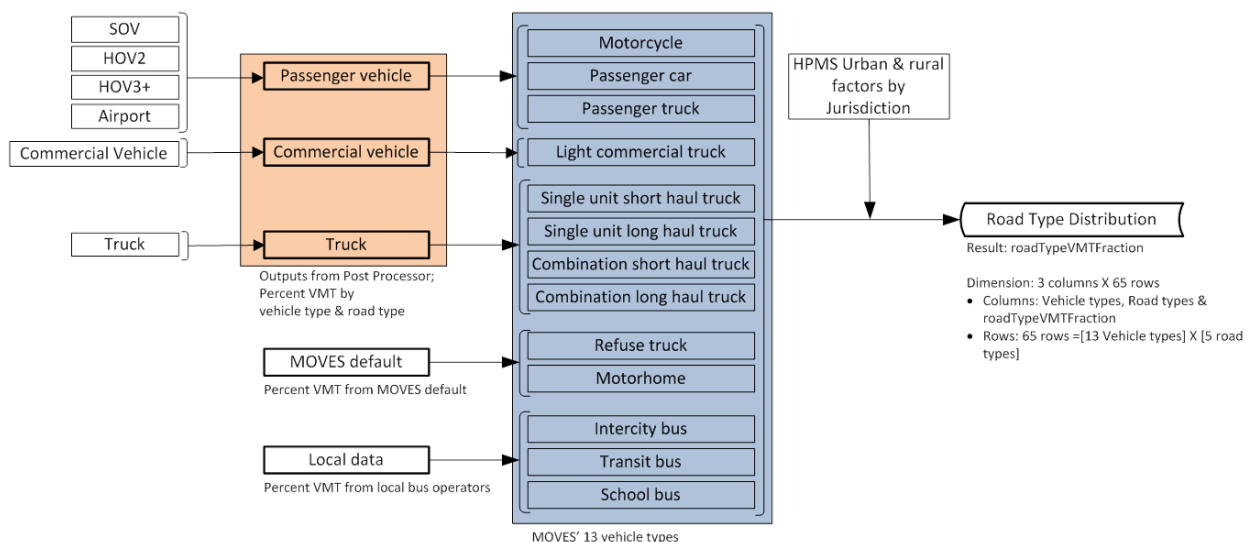 SOV
HOV2
HOV3+
Airport
Commercial Vehicle
Truck
Passenger vehicle
Commercial vehicle
Truck
Outputs from Post Processor;
Percent VMT by
vehicle type & road type
MOVES default
Percent VMT from MOVES default
Local data
Percent VMT from local bus operators
Motorcycle
Passenger car
Passenger truck
Light commercial truck
Single unit short haul truck
Single unit long haul truck
Combination short haul truck
Combination long haul truck
Refuse truck
Motorhome
Intercity bus
Transit bus
School bus
MOVES' 13 vehicle types
HPMS Urban & rural
factors by
Jurisdiction
Road Type Distribution
Result: roadTypeVMTFraction
Dimension: 3 columns X 65 rows
• Columns: Vehicle types, Road types &
roadTypeVMTFraction
• Rows: 65 rows =[13 Vehicle types] X [5 road
types]